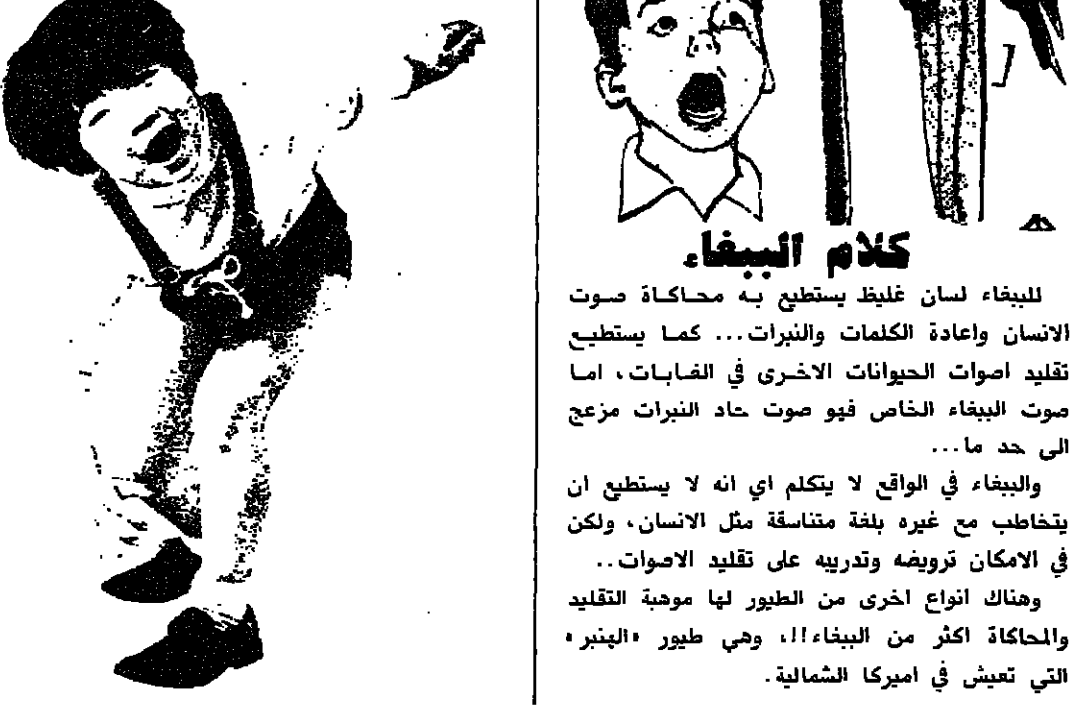 كلام الببغاء
للببغاء لسان غليظ يستطيع به محاكاة صوت
الانسان واعادة الكلمات والنبرات... كما يستطيع
تقليد اصوات الحيوانات الاخرى في الغابات، اما
صوت الببغاء الخاص فهو صوت حاد النبرات مزعج
الى حد ما...
والببغاء في الواقع لا يتكلم اي انه لا يستطيع ان
يتخاطب مع غيره بلغة متناسقة مثل الانسان، ولكن
في الامكان ترويضه وتدريبه على تقليد الاصوات..
وهناك انواع اخرى من الطيور لها موهبة التقليد
والمحاكاة اكثر من الببغاء!!، وهي طيور «الهنبر»
التي تعيش في اميركا الشمالية.